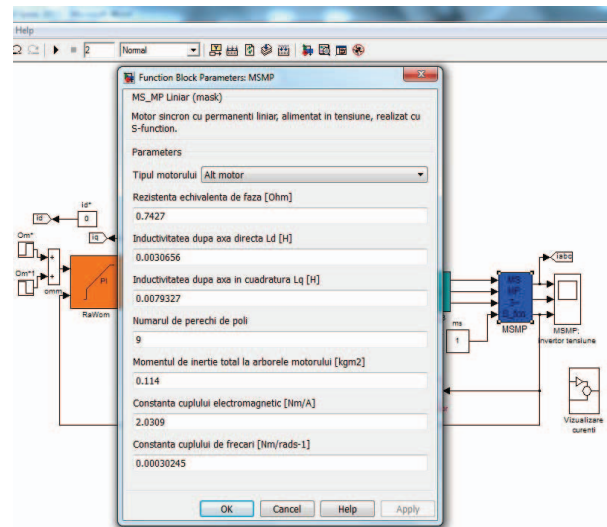 Help
2
Normal
Function Block Parameters: MSMP
MS_MP Liniar (mask)
Motor sincron cu permanenti liniar, alimentat in tensiune, realizat cu
S-function.
Parameters
Tipul motorului Alt motor
Rezistenta echivalenta de faza [Ohm]
0.7427
Inductivitatea dupa axa directa Ld [H]
0.0030656
Inductivitatea dupa axa in cuadratura Lq [H]
0.0079327
Numarul de perechi de poli
9
Momentul de inertie total la arborele motorului [kgm2]
0.114
Constanta cuplului electromagnetic [Nm/A]
2.0309
Constanta cuplului de frecari [Nm/rads-1]
0.00030245
OK Cancel Help Apply
id*
id
0
iq
Om*
Om*1
omm
PI
RaWom
Iabc
MS
MP
3~
MSMP
ms
1
MSMP:
invertor tensiune
Vizualizare
curenti